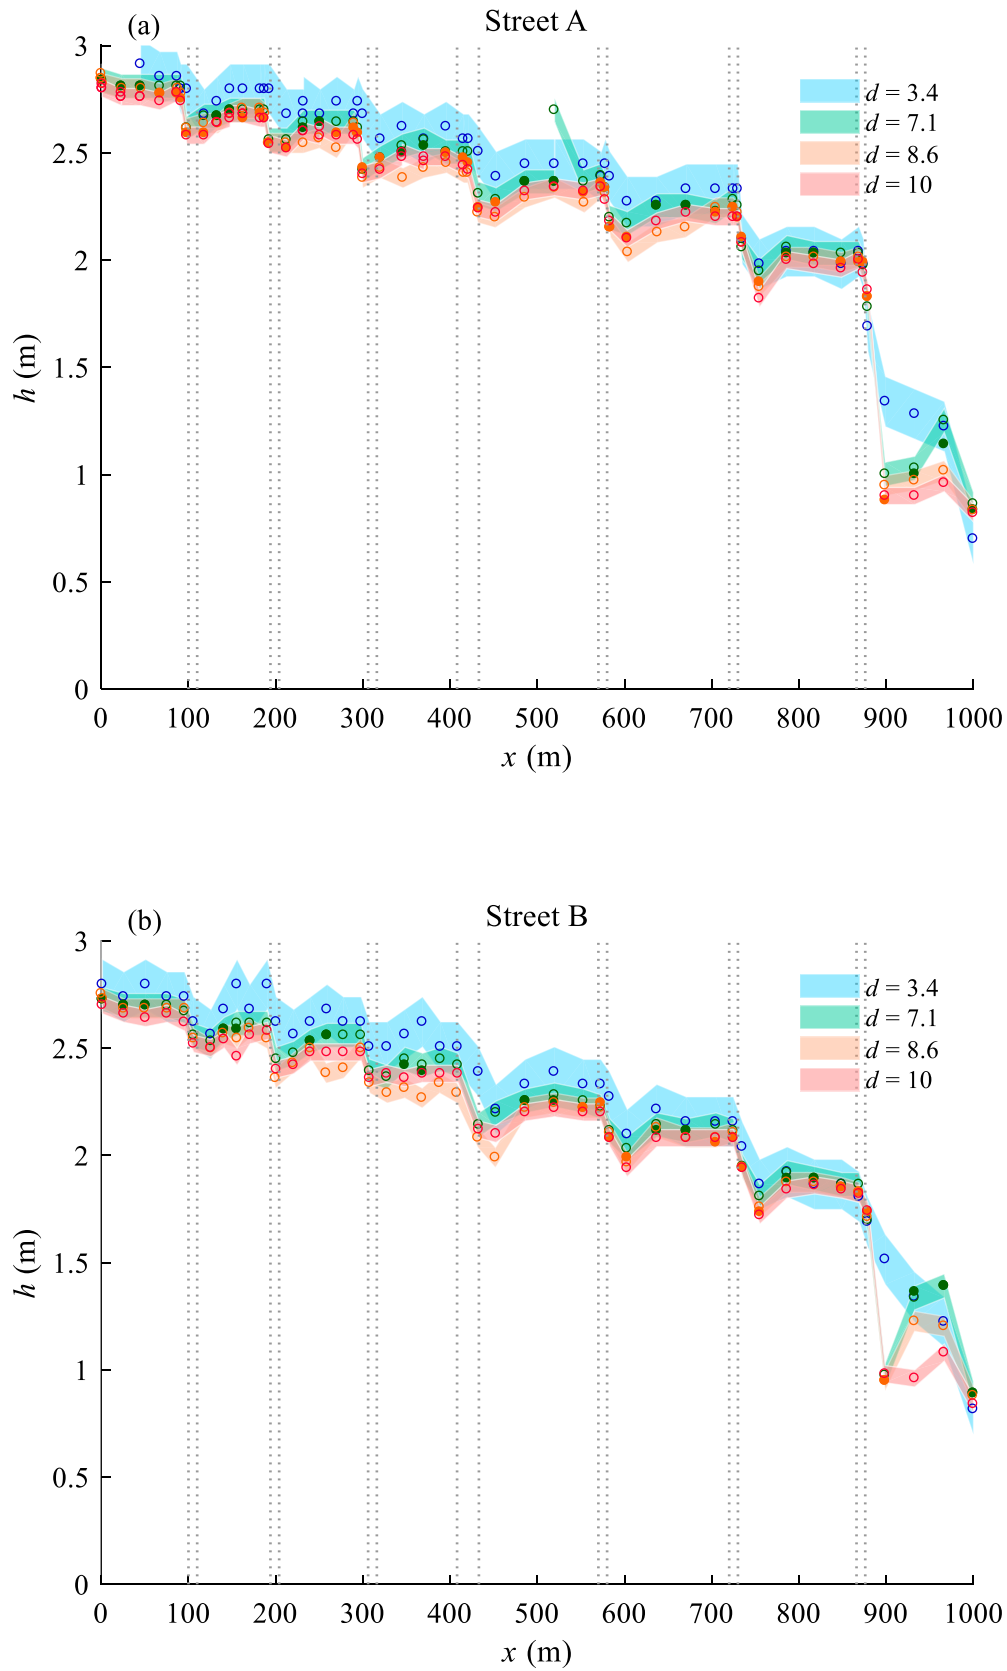 (a)
Street A
3
2.5
2
1.5
1
0.5
0
h (m)
d = 3.4
d = 7.1
d = 8.6
d = 10
0 100 200 300 400 500 600 700 800 900 1000
x (m)
(b)
Street B
3
2.5
2
1.5
1
0.5
0
h (m)
d = 3.4
d = 7.1
d = 8.6
d = 10
0 100 200 300 400 500 600 700 800 900 1000
x (m)